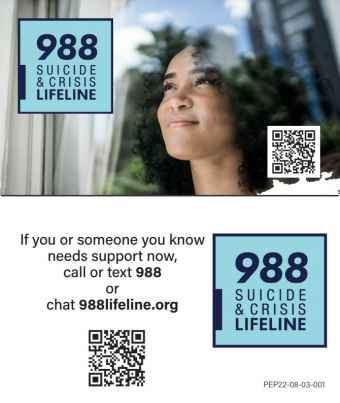 988
SUICIDE
& CRISIS
LIFELINE
If you or someone you know
needs support now,
call or text 988
or
chat 988lifeline.org
988
SUICIDE
& CRISIS
LIFELINE
PEP22-08-03-001